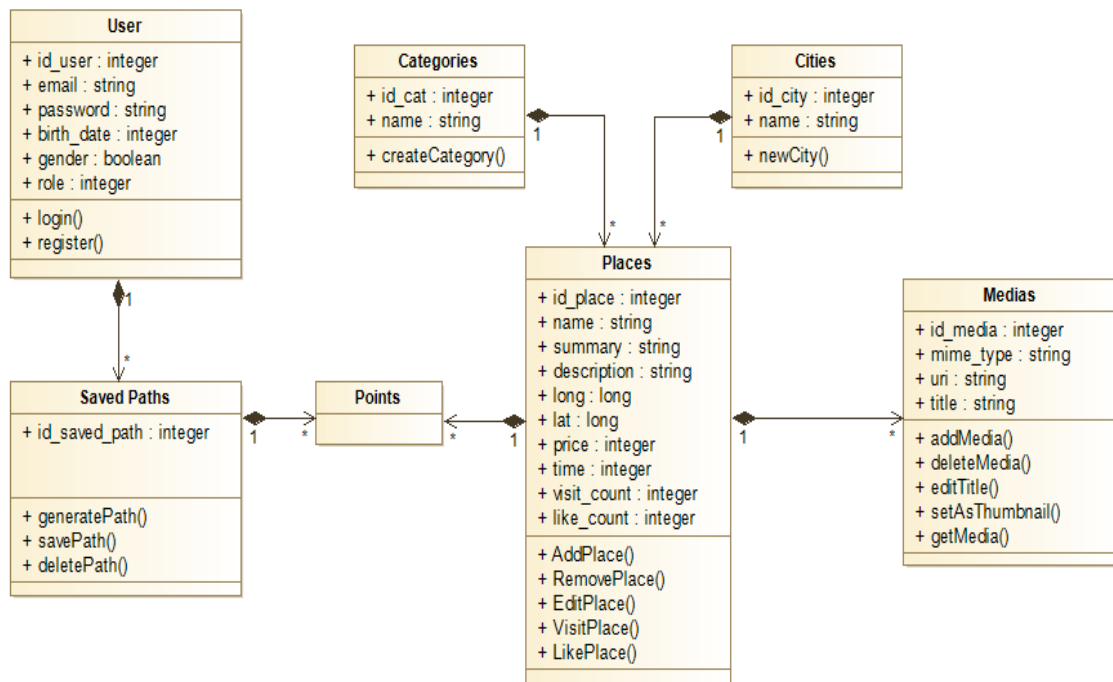 User
+ id_user : integer
+ email : string
+ password : string
+ birth_date : integer
+ gender : boolean
+ role : integer
+ login()
+ register()
1
*
Categories
+ id_cat : integer
+ name : string
+ createCategory()
1
*
Cities
+ id_city : integer
+ name : string
+ newCity()
1
*
Saved Paths
+ id_saved_path : integer
+ generatePath()
+ savePath()
+ deletePath()
1
*
Points
*
1
Places
+ id_place : integer
+ name : string
+ summary : string
+ description : string
+ long : long
+ lat : long
+ price : integer
+ time : integer
+ visit_count : integer
+ like_count : integer
+ AddPlace()
+ RemovePlace()
+ EditPlace()
+ VisitPlace()
+ LikePlace()
1
*
Medias
+ id_media : integer
+ mime_type : string
+ uri : string
+ title : string
+ addMedia()
+ deleteMedia()
+ editTitle()
+ setAsThumbnail()
+ getMedia()